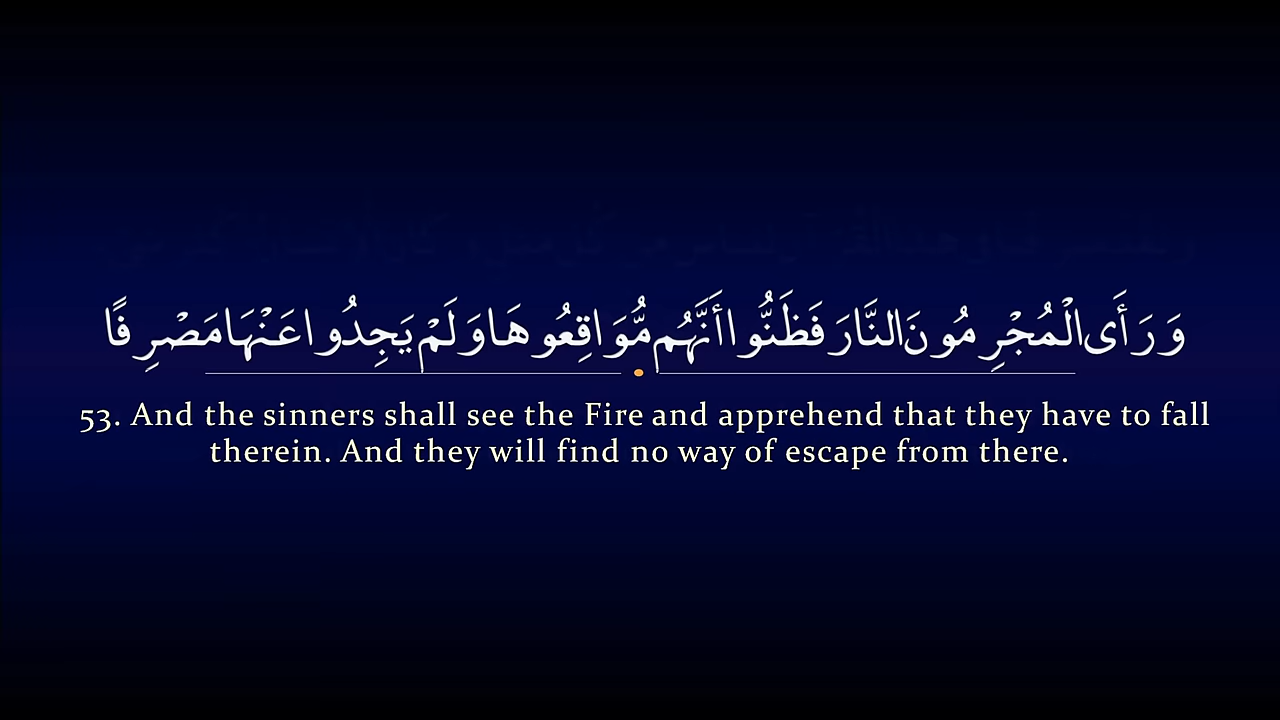 وَرَأَى الْمُجْرِمُونَ النَّارَ فَظَنُّوا أَنَّهُم مُّوَاقِعُوهَا وَلَمْ يَجِدُوا عَنْهَا مَصْرِفًا
53. And the sinners shall see the Fire and apprehend that they have to fall
therein. And they will find no way of escape from there.